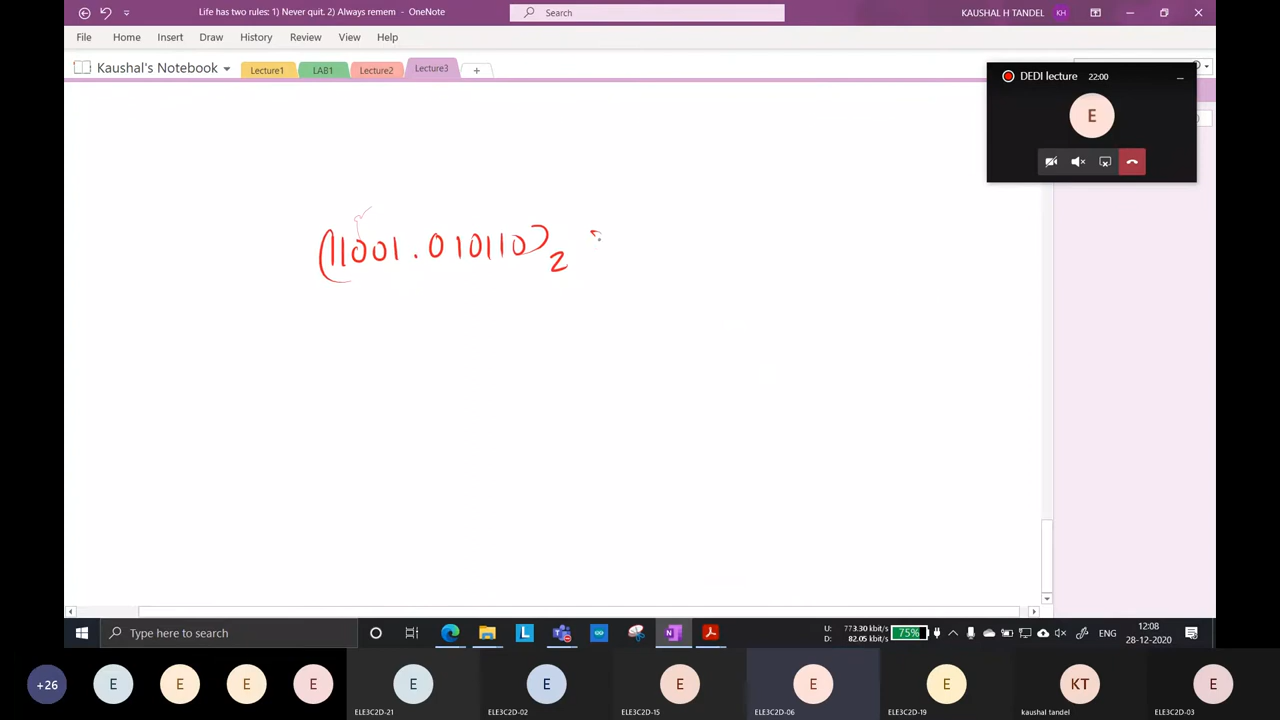 Life has two rules: 1) Never quit. 2) Always remem - OneNote
Search
KAUSHAL H TANDEL
KH
File
Home
Insert
Draw
History
Review
View
Help
Kaushal's Notebook
Lecture1
LAB1
Lecture2
Lecture3
+
DEDI lecture
22:00
E
(11001.010110)2
Type here to search
L
N
U: 773.30 kbit/s
D: 82.05 kbit/s
75%
ENG
12:08
28-12-2020
+26
E
E
E
E
E
ELE3C2D-21
E
ELE3C2D-02
E
ELE3C2D-15
E
ELE3C2D-06
E
ELE3C2D-19
KT
kaushal tandel
E
ELE3C2D-03